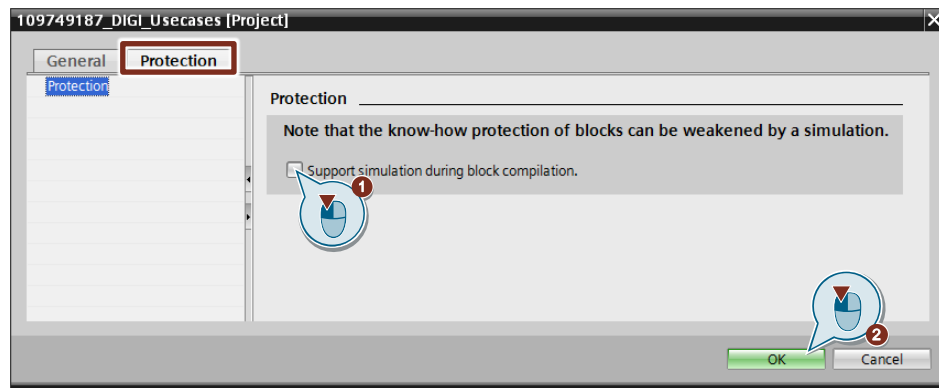 109749187_DIGI_Usecases [Project]
General Protection
Protection
Protection
Note that the know-how protection of blocks can be weakened by a simulation.
Support simulation during block compilation.
1
2
OK Cancel